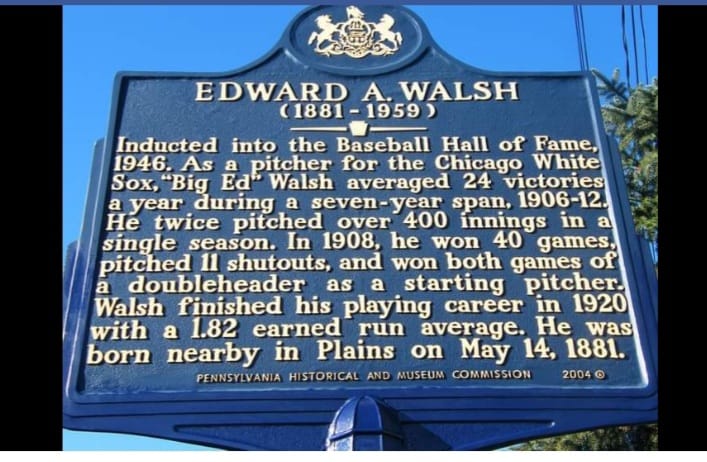 EDWARD A. WALSH
(1881-1959)
Inducted into the Baseball Hall of Fame,
1946. As a pitcher for the Chicago White
Sox, "Big Ed" Walsh averaged 24 victories
a year during a seven-year span, 1906-12.
He twice pitched over 400 innings in a
single season. In 1908, he won 40 games,
pitched 11 shutouts, and won both games of
a doubleheader as a starting pitcher.
Walsh finished his playing career in 1920
with a 1.82 earned run average. He was
born nearby in Plains on May 14, 1881.
PENNSYLVANIA HISTORICAL AND MUSEUM COMMISSION 2004 ©